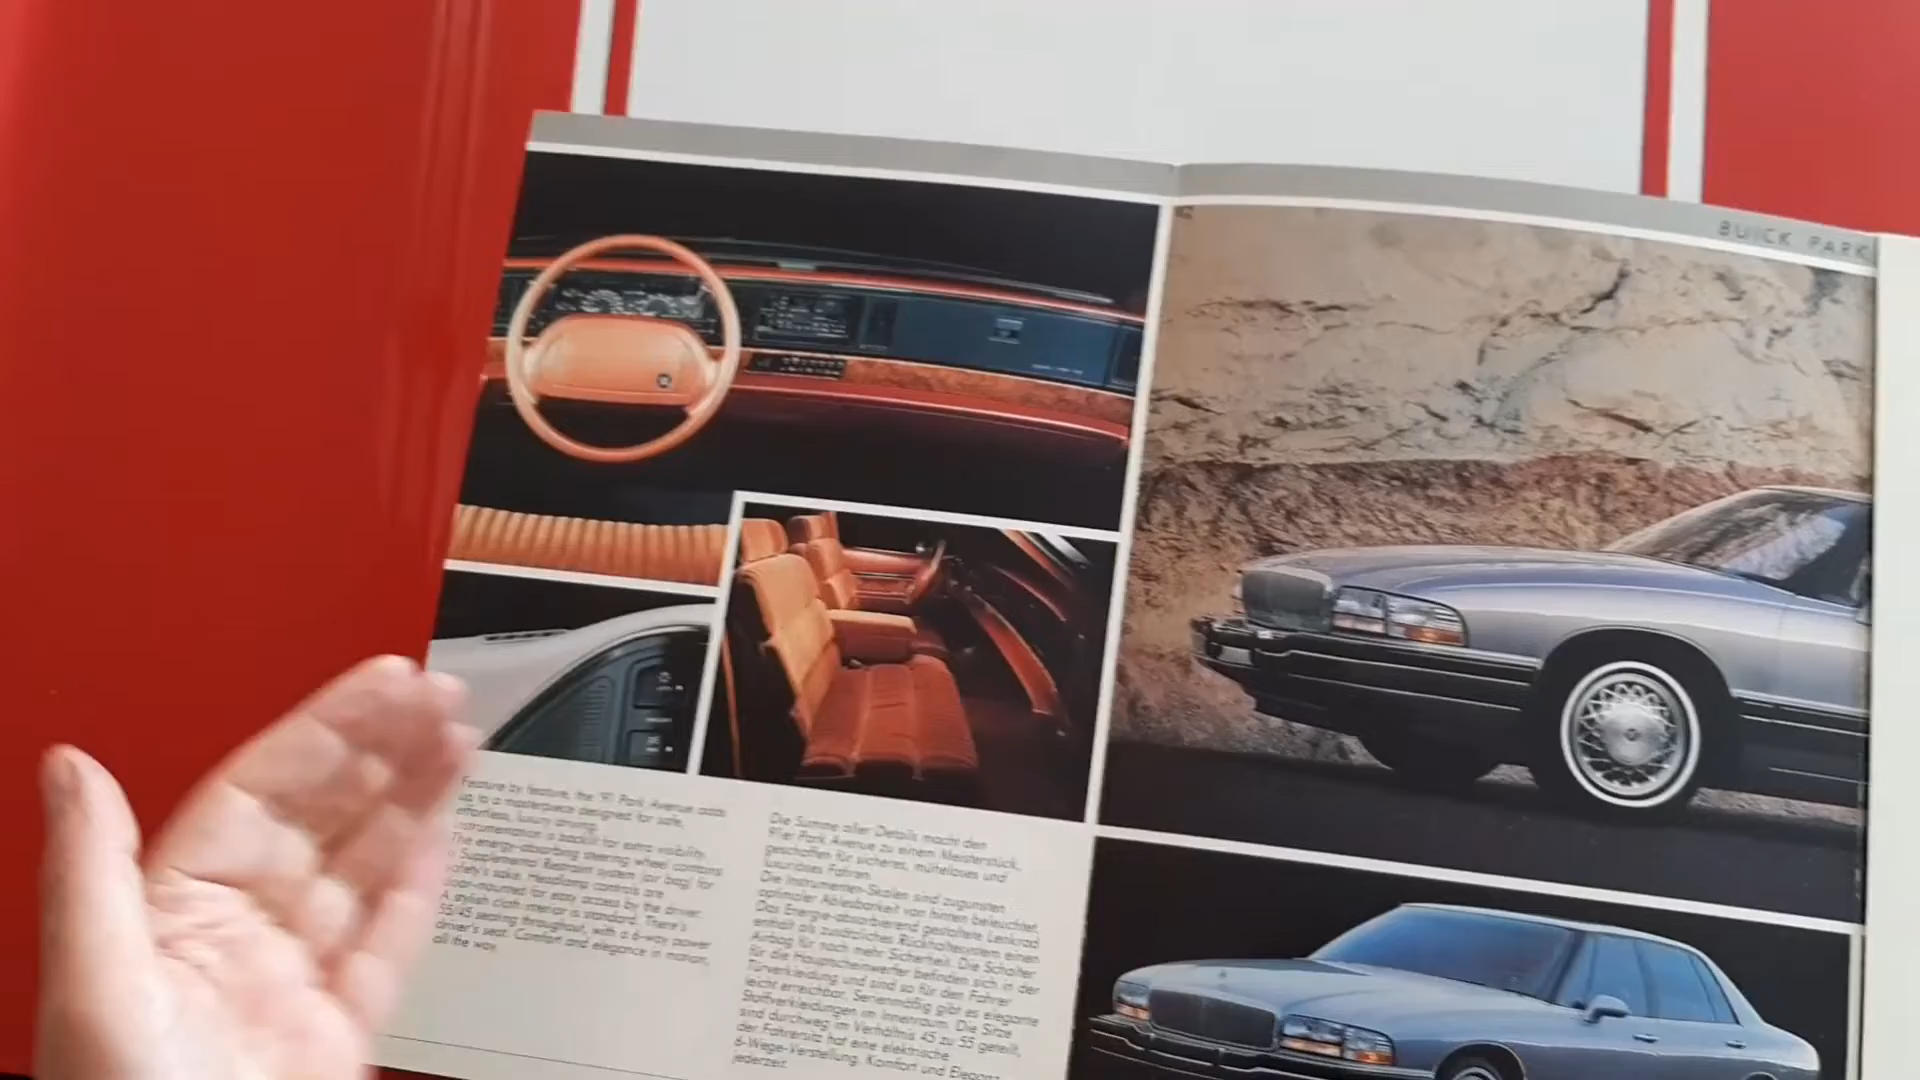 BUICK PARK
Feature by feature, the '91 Park Avenue adds
up to a masterpiece designed for safe,
effortless, luxury driving.
Instrumentation is backlit for extra visibility.
The energy-absorbing steering wheel contains
a Supplemental Restraint System (air bag) for
safety's sake. Headlamp controls are
door-mounted for easy access by the driver.
A stylish cloth interior is standard. There's
55/45 seating throughout, with a 6-way power
driver's seat. Comfort and elegance in motion,
all the way.
Die Summe aller Details macht den
91er Park Avenue zu einem Meisterstück,
geschaffen für sicheres, müheloses und
luxuriöses Fahren.
Die Instrumenten-Skalen sind zugunsten
optimaler Ablesbarkeit von hinten beleuchtet.
Das Energie-absorbierend gestaltete Lenkrad
enthält als zusätzliches Rückhaltesystem einen
Airbag für noch mehr Sicherheit. Die Schalter
für die Hauptscheinwerfer befinden sich in der
Türverkleidung und sind so für den Fahrer
leicht erreichbar. Serienmäßig gibt es elegante
Stoffverkleidungen im Innenraum. Die Sitze
sind durchweg im Verhältnis 45 zu 55 geteilt,
der Fahrersitz hat eine elektrische
6-Wege-Verstellung. Komfort und Eleganz
jederzeit.